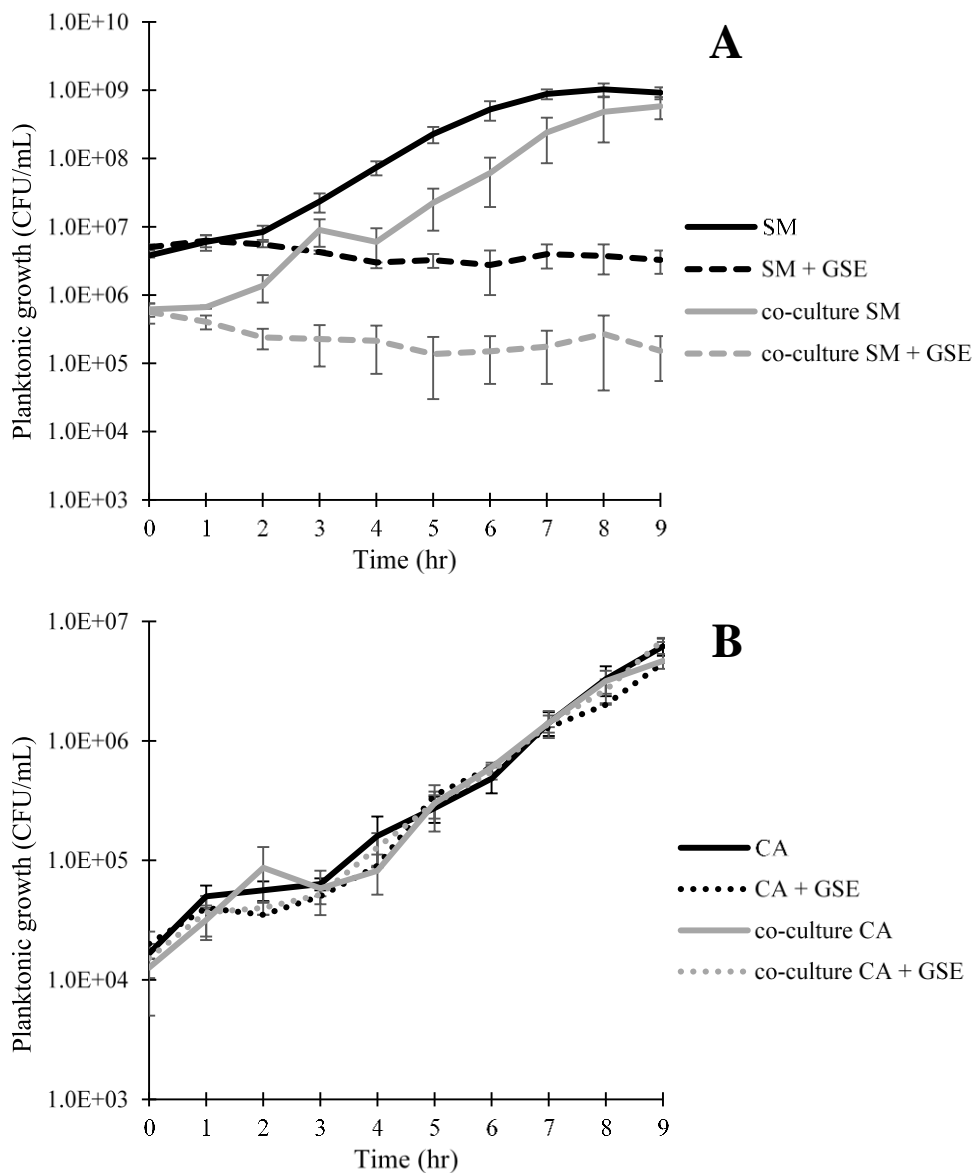 A
1.0E+10
1.0E+09
1.0E+08
1.0E+07
1.0E+06
1.0E+05
1.0E+04
1.0E+03
Planktonic growth (CFU/mL)
0 1 2 3 4 5 6 7 8 9
Time (hr)
SM
SM + GSE
co-culture SM
co-culture SM + GSE
B
1.0E+07
1.0E+06
1.0E+05
1.0E+04
1.0E+03
Planktonic growth (CFU/mL)
0 1 2 3 4 5 6 7 8 9
Time (hr)
CA
CA + GSE
co-culture CA
co-culture CA + GSE